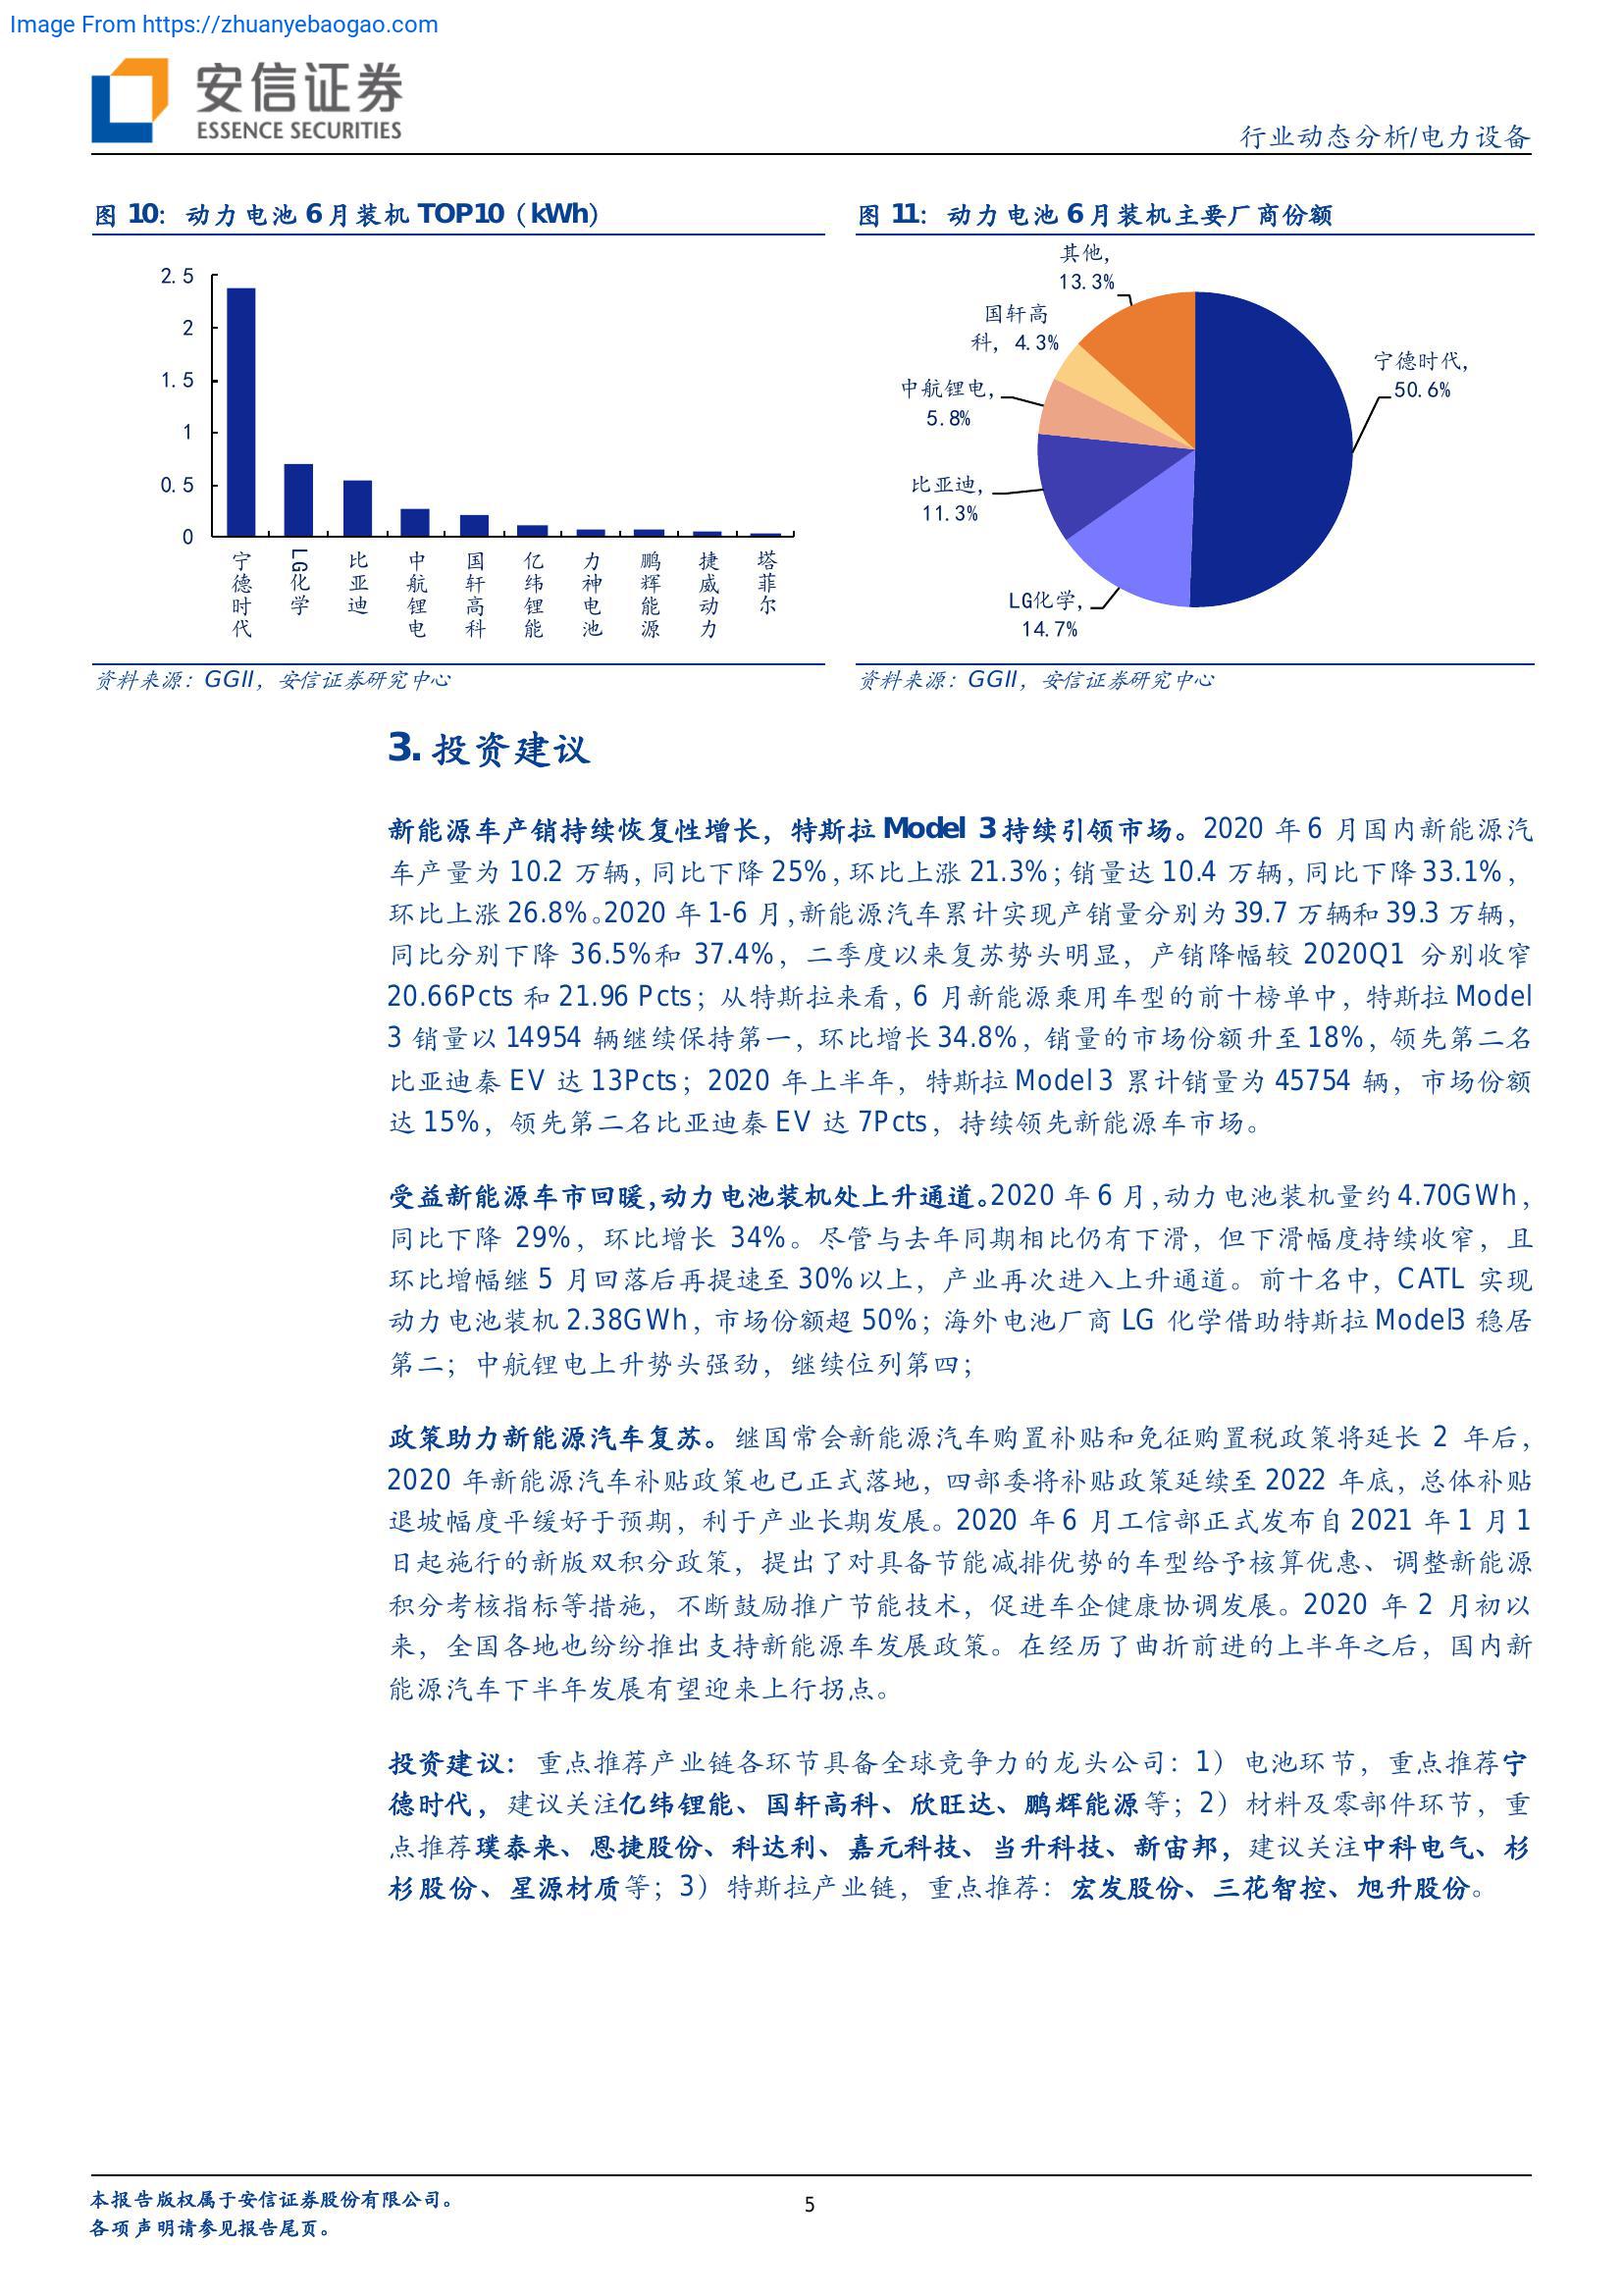 Image From https://zhuanyebaogao.com
安信证券
ESSENCE SECURITIES
行业动态分析/电力设备
图 10：动力电池 6 月装机 TOP10（kWh）
2.5
2
1.5
1
0.5
0
宁德时代
LG化学
比亚迪
中航锂电
国轩高科
亿纬锂能
力神电池
鹏辉能源
捷威动力
塔菲尔
资料来源：GGII，安信证券研究中心
图 11：动力电池 6 月装机主要厂商份额
其他，
13.3%
国轩高
科，4.3%
中航锂电，
5.8%
比亚迪，
11.3%
LG化学，
14.7%
宁德时代，
50.6%
资料来源：GGII，安信证券研究中心
3. 投资建议
新能源车产销持续恢复性增长，特斯拉 Model 3 持续引领市场。2020 年 6 月国内新能源汽
车产量为 10.2 万辆，同比下降 25%，环比上涨 21.3%；销量达 10.4 万辆，同比下降 33.1%，
环比上涨 26.8%。2020 年 1-6 月，新能源汽车累计实现产销量分别为 39.7 万辆和 39.3 万辆，
同比分别下降 36.5%和 37.4%，二季度以来复苏势头明显，产销降幅较 2020Q1 分别收窄
20.66Pcts 和 21.96 Pcts；从特斯拉来看，6 月新能源乘用车型的前十榜单中，特斯拉 Model
3 销量以 14954 辆继续保持第一，环比增长 34.8%，销量的市场份额升至 18%，领先第二名
比亚迪秦 EV 达 13Pcts；2020 年上半年，特斯拉 Model 3 累计销量为 45754 辆，市场份额
达 15%，领先第二名比亚迪秦 EV 达 7Pcts，持续领先新能源车市场。
受益新能源车市回暖，动力电池装机处上升通道。2020 年 6 月，动力电池装机量约 4.70GWh，
同比下降 29%，环比增长 34%。尽管与去年同期相比仍有下滑，但下滑幅度持续收窄，且
环比增幅继 5 月回落后再提速至 30%以上，产业再次进入上升通道。前十名中，CATL 实现
动力电池装机 2.38GWh，市场份额超 50%；海外电池厂商 LG 化学借助特斯拉 Model3 稳居
第二；中航锂电上升势头强劲，继续位列第四；
政策助力新能源汽车复苏。继国常会新能源汽车购置补贴和免征购置税政策将延长 2 年后，
2020 年新能源汽车补贴政策也已正式落地，四部委将补贴政策延续至 2022 年底，总体补贴
退坡幅度平缓好于预期，利于产业长期发展。2020 年 6 月工信部正式发布自 2021 年 1 月 1
日起施行的新版双积分政策，提出了对具备节能减排优势的车型给予核算优惠、调整新能源
积分考核指标等措施，不断鼓励推广节能技术，促进车企健康协调发展。2020 年 2 月初以
来，全国各地也纷纷推出支持新能源车发展政策。在经历了曲折前进的上半年之后，国内新
能源汽车下半年发展有望迎来上行拐点。
投资建议：重点推荐产业链各环节具备全球竞争力的龙头公司：1）电池环节，重点推荐宁
德时代，建议关注亿纬锂能、国轩高科、欣旺达、鹏辉能源等；2）材料及零部件环节，重
点推荐璞泰来、恩捷股份、科达利、嘉元科技、当升科技、新宙邦，建议关注中科电气、杉
杉股份、星源材质等；3）特斯拉产业链，重点推荐：宏发股份、三花智控、旭升股份。
本报告版权属于安信证券股份有限公司。
各项声明请参见报告尾页。
5